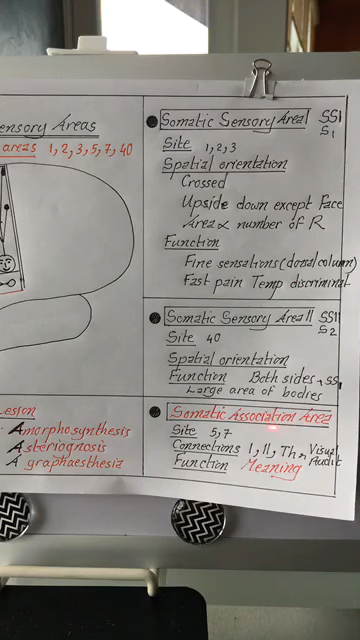 ensory Areas
areas 1,2,3,5,7,40
esion
Amorphosynthesis
Asteriognosis
A graphaesthesia
Somatic Sensory Area I SSI
S1
Site 1,2,3
Spatial orientation
Crossed
Upside down except Face
Area ∝ number of R
Function
Fine sensations (dorsal column)
Fast pain Temp discriminat
Somatic Sensory Area II SSII
S2
Site 40
Spatial orientation
Function Both sides + SS1
Large area of bodies
Somatic Association Area
Site 5,7
Connections I, II, Th, Visual
Audit
Function Meaning